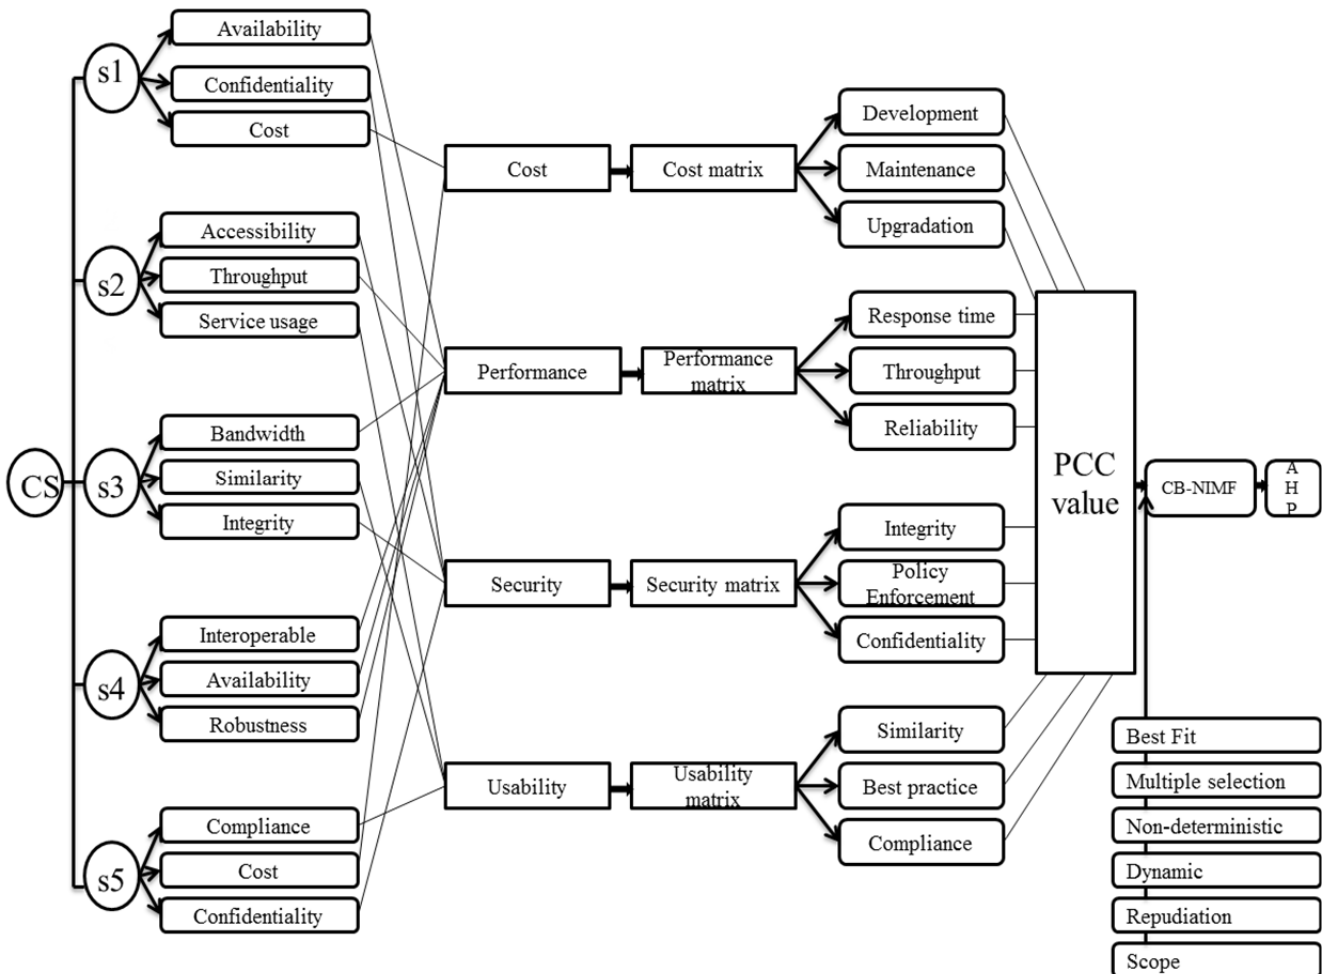 CS
s1
Availability
Confidentiality
Cost
s2
Accessibility
Throughput
Service usage
s3
Bandwidth
Similarity
Integrity
s4
Interoperable
Availability
Robustness
s5
Compliance
Cost
Confidentiality
Cost
Cost matrix
Development
Maintenance
Upgradation
Performance
Performance
matrix
Response time
Throughput
Reliability
Security
Security matrix
Integrity
Policy
Enforcement
Confidentiality
Usability
Usability
matrix
Similarity
Best practice
Compliance
PCC
value
CB-NIMF
A
H
P
Best Fit
Multiple selection
Non-deterministic
Dynamic
Repudiation
Scope